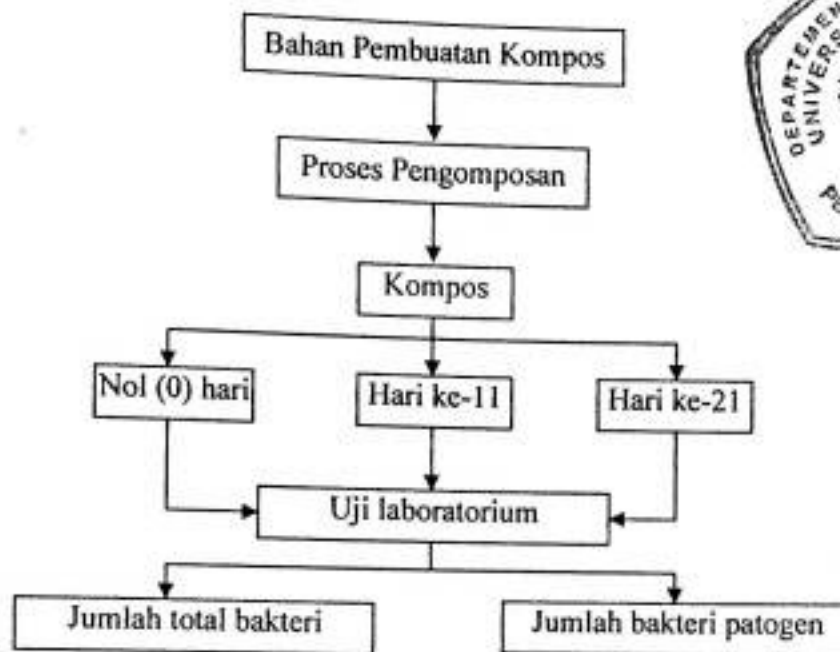 Bahan Pembuatan Kompos
DEPARTEMEN
Proses Pengomposan
Kompos
Nol (0) hari
Hari ke-11
Hari ke-21
Uji laboratorium
Jumlah total bakteri
Jumlah bakteri patogen